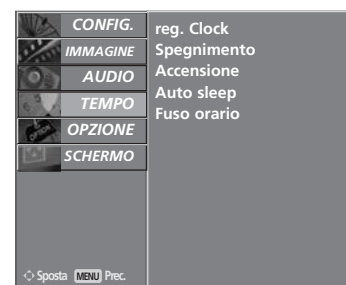 CONFIG.
IMMAGINE
AUDIO
TEMPO
OPZIONE
SCHERMO
reg. Clock
Spegnimento
Accensione
Auto sleep
Fuso orario
Sposta MENU Prec.